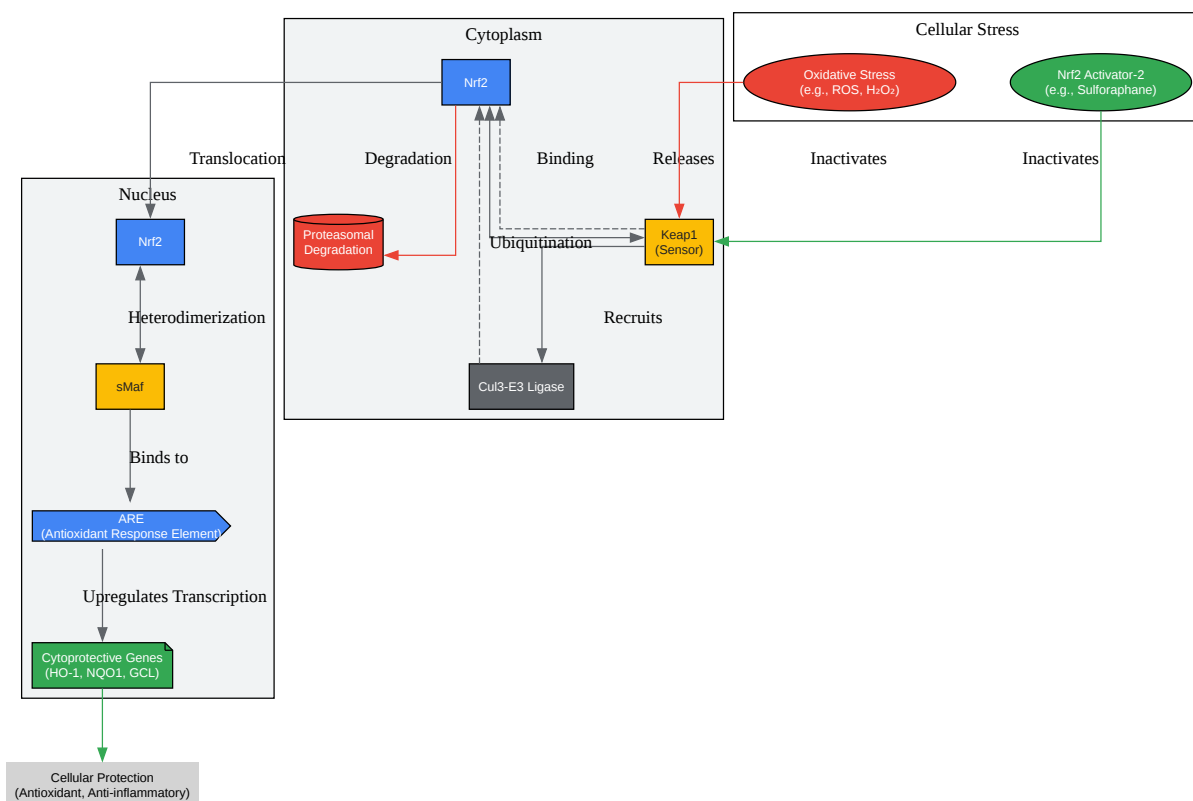 Cellular Stress
Cytoplasm
Oxidative Stress
(e.g., ROS, H₂O₂)
Nrf2 Activator-2
(e.g., Sulforaphane)
Nrf2
Translocation
Degradation
Binding
Releases
Inactivates
Inactivates
Nucleus
Nrf2
Proteasomal
Degradation
Ubiquitination
Keap1
(Sensor)
Heterodimerization
Recruits
sMaf
Cul3-E3 Ligase
Binds to
ARE
(Antioxidant Response Element)
Upregulates Transcription
Cytoprotective Genes
(HO-1, NQO1, GCL)
Cellular Protection
(Antioxidant, Anti-inflammatory)